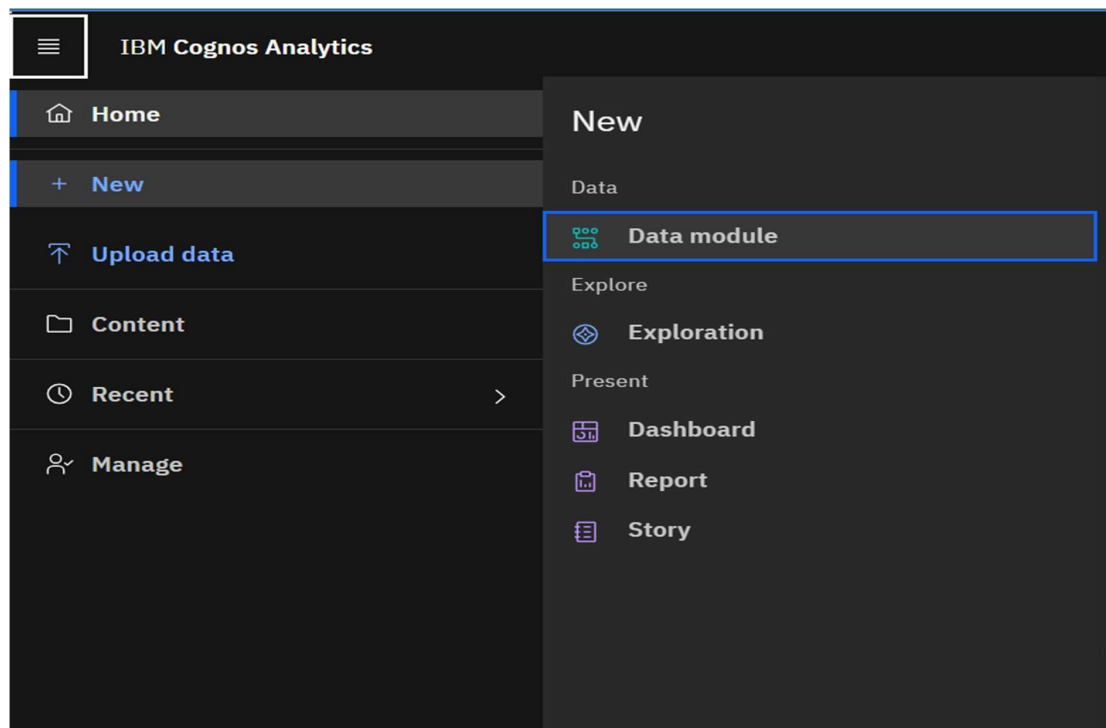 IBM Cognos Analytics
Home
New
Upload data
Content
Recent
Manage
New
Data
Data module
Explore
Exploration
Present
Dashboard
Report
Story